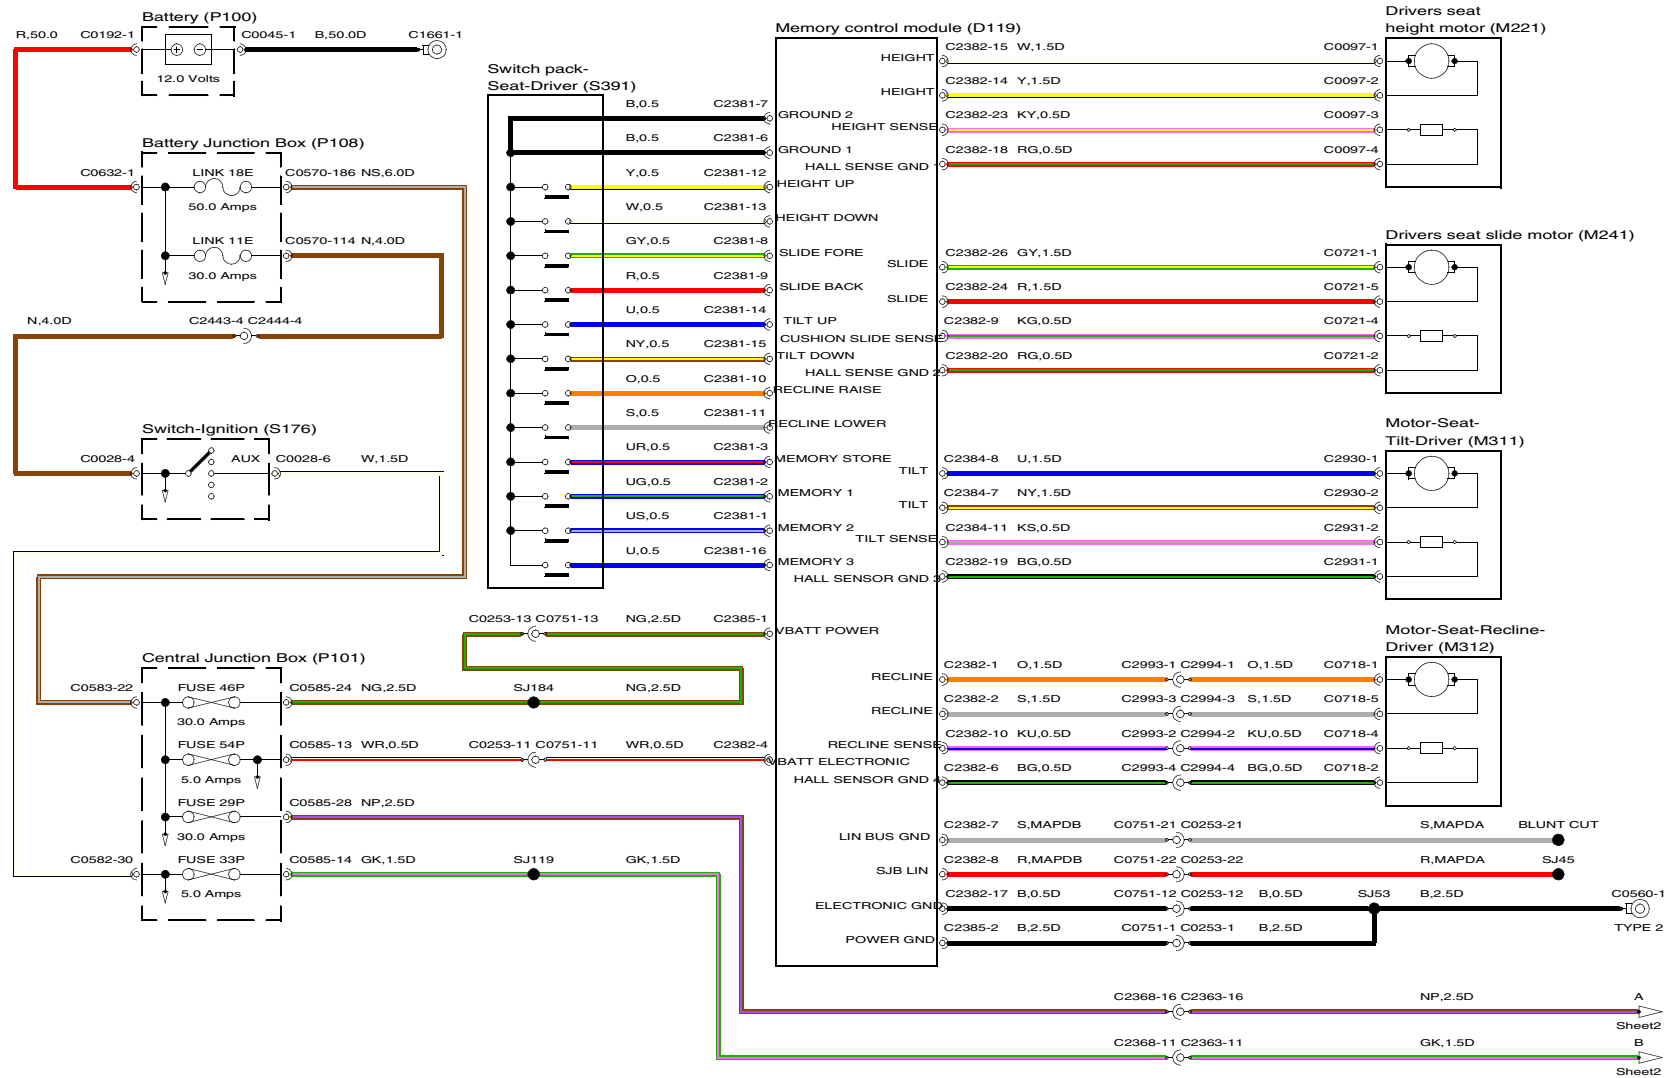 Battery (P100)
R,50.0 C0192-1 C0045-1 B,50.0D C1661-1
12.0 Volts
Battery Junction Box (P108)
C0632-1 LINK 18E C0570-186 NS,6.0D
50.0 Amps
LINK 11E C0570-114 N,4.0D
30.0 Amps
N,4.0D C2443-4 C2444-4
Switch-Ignition (S176)
C0028-4 AUX C0028-6 W,1.5D
Central Junction Box (P101)
C0583-22 FUSE 46P C0585-24 NG,2.5D SJ184 NG,2.5D
30.0 Amps
FUSE 54P C0585-13 WR,0.5D C0253-11 C0751-11 WR,0.5D C2382-4
5.0 Amps
FUSE 29P C0585-28 NP,2.5D
30.0 Amps
C0582-30 FUSE 33P C0585-14 GK,1.5D SJ119 GK,1.5D
5.0 Amps
C0253-13 C0751-13 NG,2.5D C2385-1
Switch pack-
Seat-Driver (S391)
B,0.5 C2381-7
B,0.5 C2381-6
Y,0.5 C2381-12
W,0.5 C2381-13
GY,0.5 C2381-8
R,0.5 C2381-9
U,0.5 C2381-14
NY,0.5 C2381-15
O,0.5 C2381-10
S,0.5 C2381-11
UR,0.5 C2381-3
UG,0.5 C2381-2
US,0.5 C2381-1
U,0.5 C2381-16
Memory control module (D119)
HEIGHT
HEIGHT
GROUND 2
HEIGHT SENSE
GROUND 1
HALL SENSE GND 1
HEIGHT UP
HEIGHT DOWN
SLIDE FORE
SLIDE
SLIDE BACK
SLIDE
TILT UP
CUSHION SLIDE SENSE
TILT DOWN
HALL SENSE GND 2
RECLINE RAISE
RECLINE LOWER
MEMORY STORE
TILT
MEMORY 1
TILT
MEMORY 2
TILT SENSE
MEMORY 3
HALL SENSOR GND 3
VBATT POWER
RECLINE
RECLINE
RECLINE SENSE
VBATT ELECTRONIC
HALL SENSOR GND 4
LIN BUS GND
SJB LIN
ELECTRONIC GND
POWER GND
Drivers seat
height motor (M221)
C2382-15 W,1.5D C0097-1
C2382-14 Y,1.5D C0097-2
C2382-23 KY,0.5D C0097-3
C2382-18 RG,0.5D C0097-4
Drivers seat slide motor (M241)
C2382-26 GY,1.5D C0721-1
C2382-24 R,1.5D C0721-5
C2382-9 KG,0.5D C0721-4
C2382-20 RG,0.5D C0721-2
Motor-Seat-
Tilt-Driver (M311)
C2384-8 U,1.5D C2930-1
C2384-7 NY,1.5D C2930-2
C2384-11 KS,0.5D C2931-2
C2382-19 BG,0.5D C2931-1
Motor-Seat-Recline-
Driver (M312)
C2382-1 O,1.5D C2993-1 C2994-1 O,1.5D C0718-1
C2382-2 S,1.5D C2993-3 C2994-3 S,1.5D C0718-5
C2382-10 KU,0.5D C2993-2 C2994-2 KU,0.5D C0718-4
C2382-6 BG,0.5D C2993-4 C2994-4 BG,0.5D C0718-2
C2382-7 S,MAPDB C0751-21 C0253-21 S,MAPDA BLUNT CUT
C2382-8 R,MAPDB C0751-22 C0253-22 R,MAPDA SJ45
C2382-17 B,0.5D C0751-12 C0253-12 B,0.5D SJ53 B,2.5D C0560-1
TYPE 2
C2385-2 B,2.5D C0751-1 C0253-1 B,2.5D
C2368-16 C2363-16 NP,2.5D A
Sheet2
C2368-11 C2363-11 GK,1.5D B
Sheet2